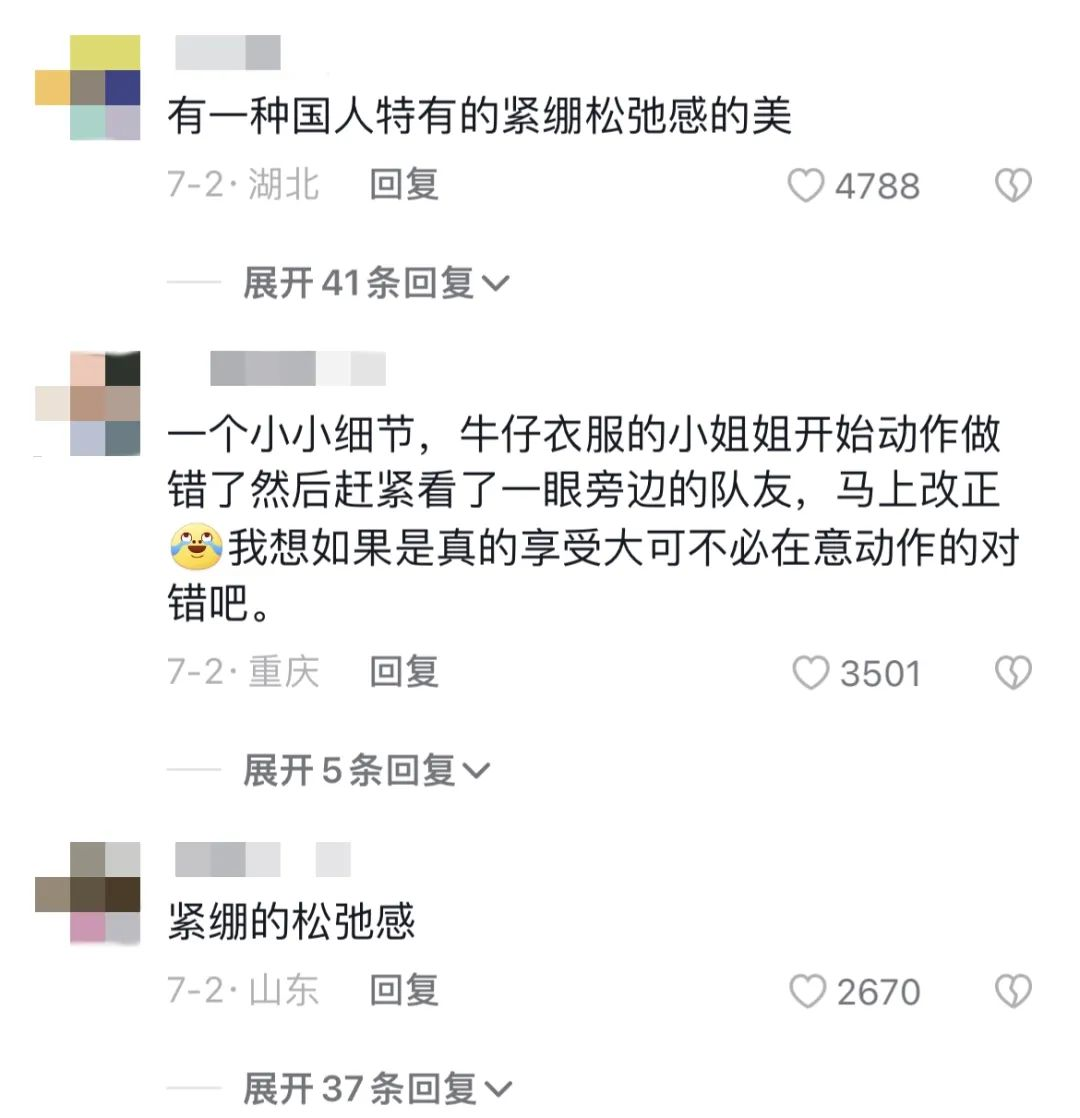 有一种国人特有的紧绷松弛感的美
7-2·湖北 回复 4788
展开41条回复
一个小小细节，牛仔衣服的小姐姐开始动作做
错了然后赶紧看了一眼旁边的队友，马上改正
😂我想如果是真的享受大可不必在意动作的对
错吧。
7-2·重庆 回复 3501
展开5条回复
紧绷的松弛感
7-2·山东 回复 2670
展开37条回复